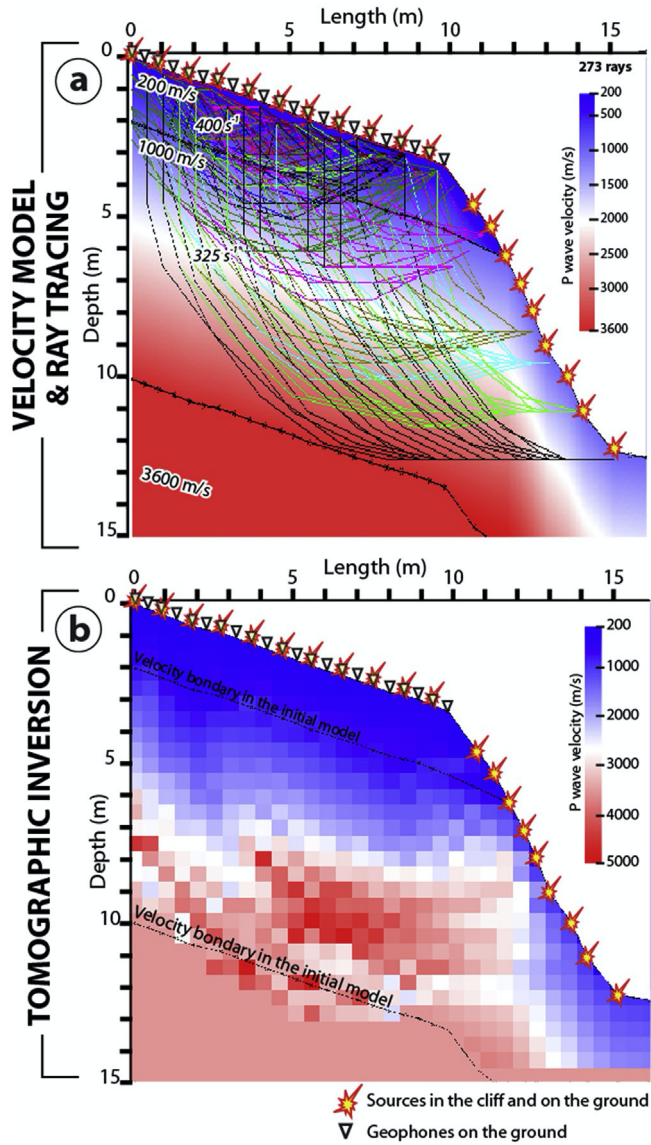 VELOCITY MODEL
& RAY TRACING
Length (m)
0 5 10 15
a
273 rays
Depth (m)
0
5
10
15
200 m/s
400 s⁻¹
1000 m/s
325 s⁻¹
3600 m/s
P wave velocity (m/s)
200
500
1000
1500
2000
2500
3000
3600
TOMOGRAPHIC INVERSION
Length (m)
0 5 10 15
b
Depth (m)
0
5
10
15
Velocity bondary in the initial model
Velocity bondary in the initial model
P wave velocity (m/s)
200
1000
2000
3000
4000
5000
Sources in the cliff and on the ground
Geophones on the ground